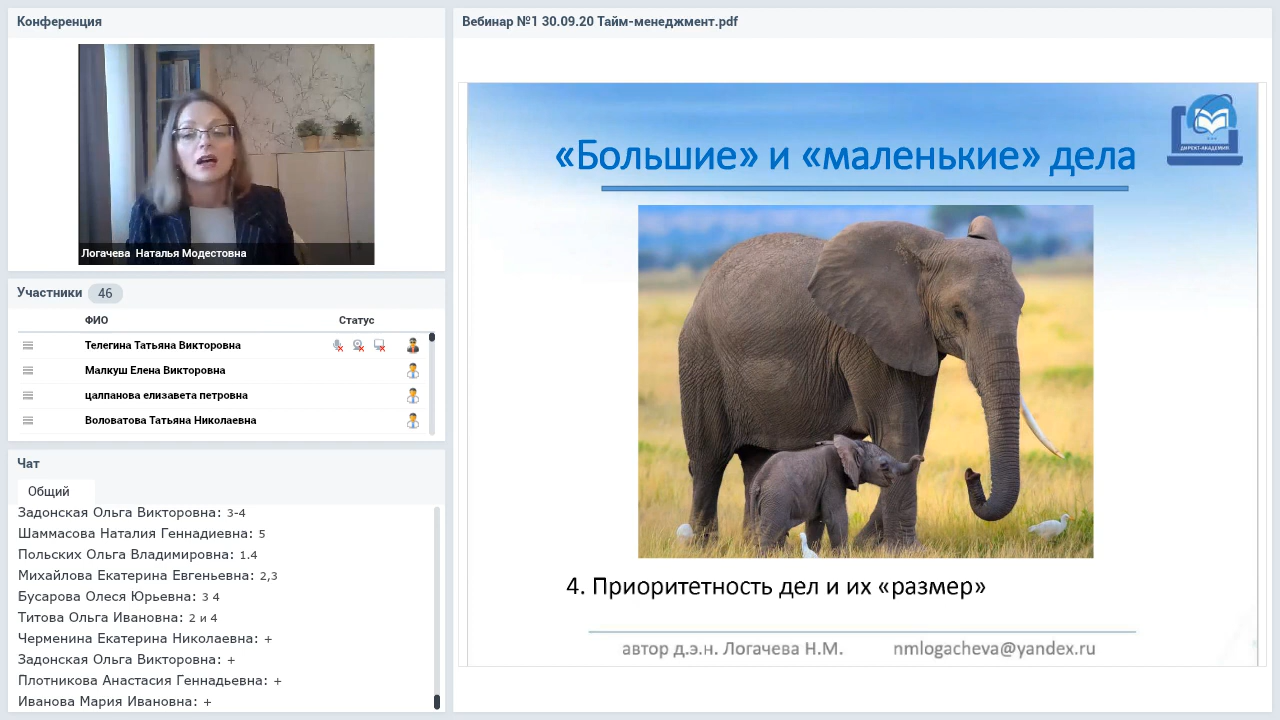 Конференция
Логачева Наталья Модестовна
Участники 46
ФИО Статус
Телегина Татьяна Викторовна
Малкуш Елена Викторовна
цалпанова елизавета петровна
Воловатова Татьяна Николаевна
Чат
Общий
Задонская Ольга Викторовна: 3-4
Шаммасова Наталия Геннадиевна: 5
Польских Ольга Владимировна: 1.4
Михайлова Екатерина Евгеньевна: 2,3
Бусарова Олеся Юрьевна: 3 4
Титова Ольга Ивановна: 2 и 4
Черменина Екатерина Николаевна: +
Задонская Ольга Викторовна: +
Плотникова Анастасия Геннадьевна: +
Иванова Мария Ивановна: +
Вебинар №1 30.09.20 Тайм-менеджмент.pdf
ДИРЕКТ-АКАДЕМИЯ
«Большие» и «маленькие» дела
4. Приоритетность дел и их «размер»
автор д.э.н. Логачева Н.М. nmlogacheva@yandex.ru